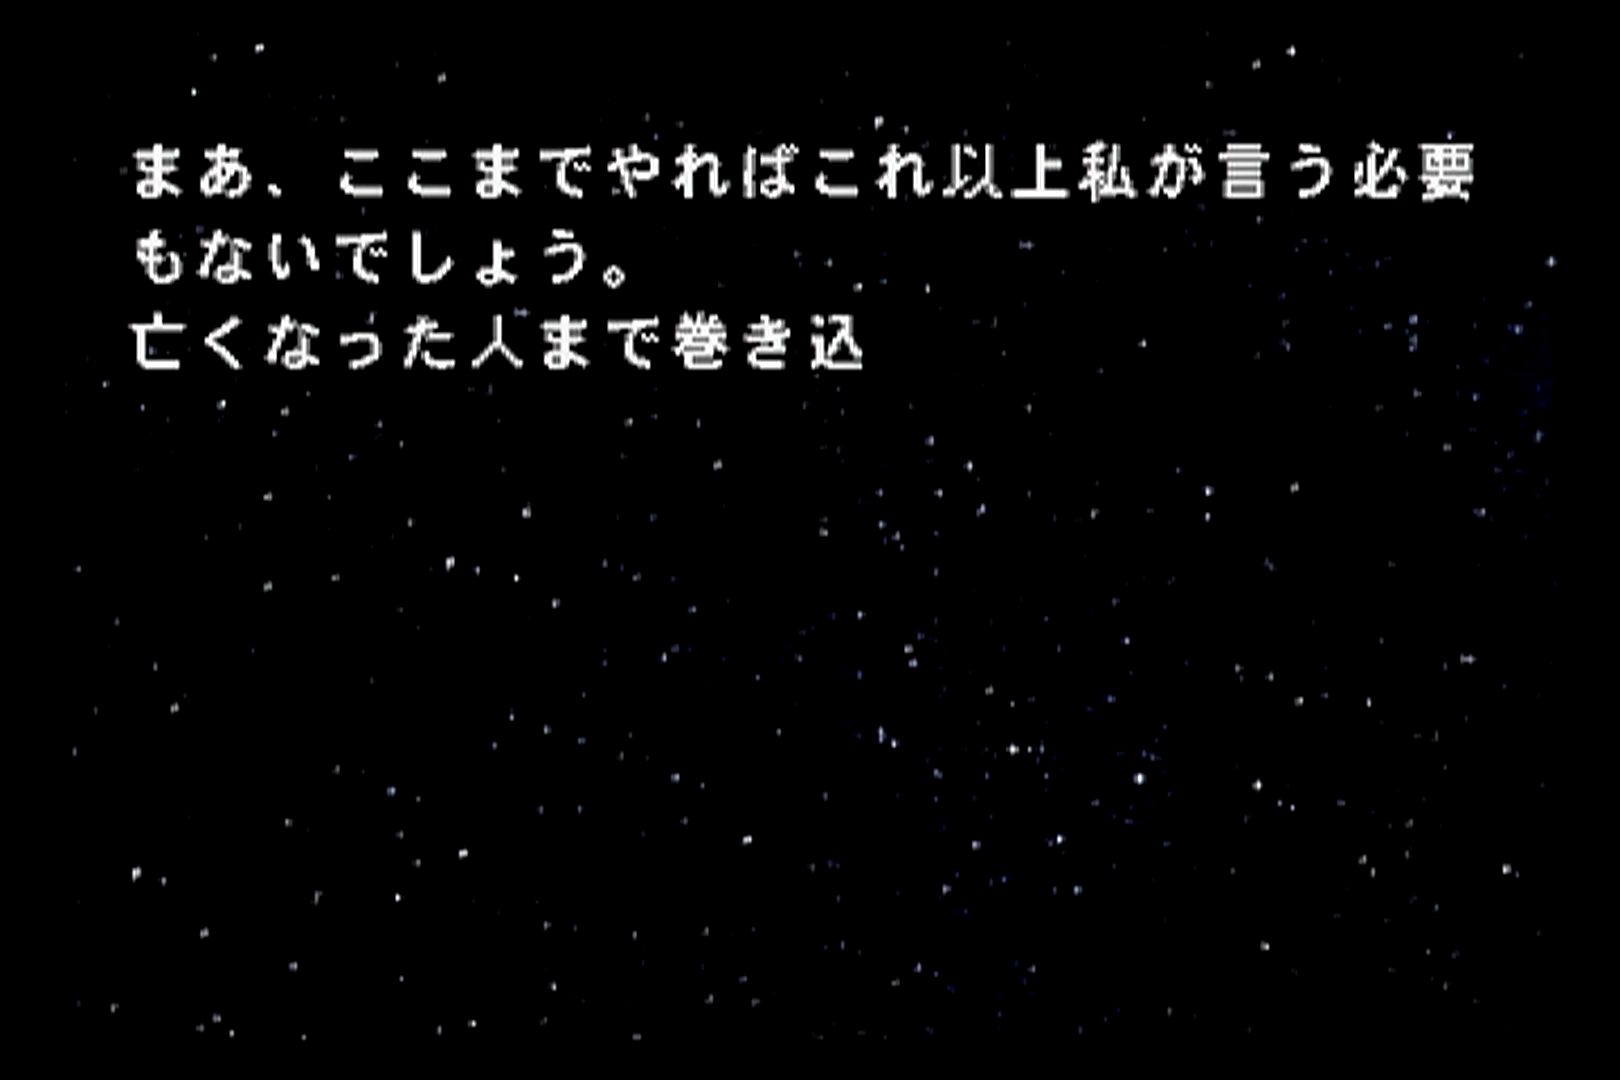 まあ、ここまでやればこれ以上私が言う必要
もないでしょう。
亡くなった人まで巻き込